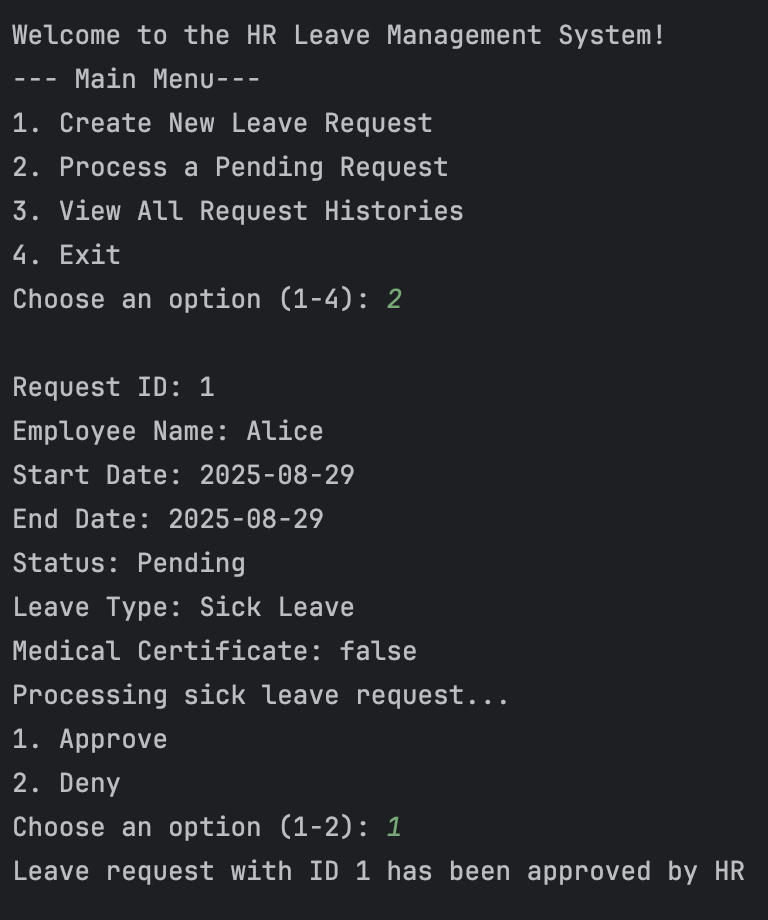 Welcome to the HR Leave Management System!
--- Main Menu---
1. Create New Leave Request
2. Process a Pending Request
3. View All Request Histories
4. Exit
Choose an option (1-4): 2
Request ID: 1
Employee Name: Alice
Start Date: 2025-08-29
End Date: 2025-08-29
Status: Pending
Leave Type: Sick Leave
Medical Certificate: false
Processing sick leave request...
1. Approve
2. Deny
Choose an option (1-2): 1
Leave request with ID 1 has been approved by HR